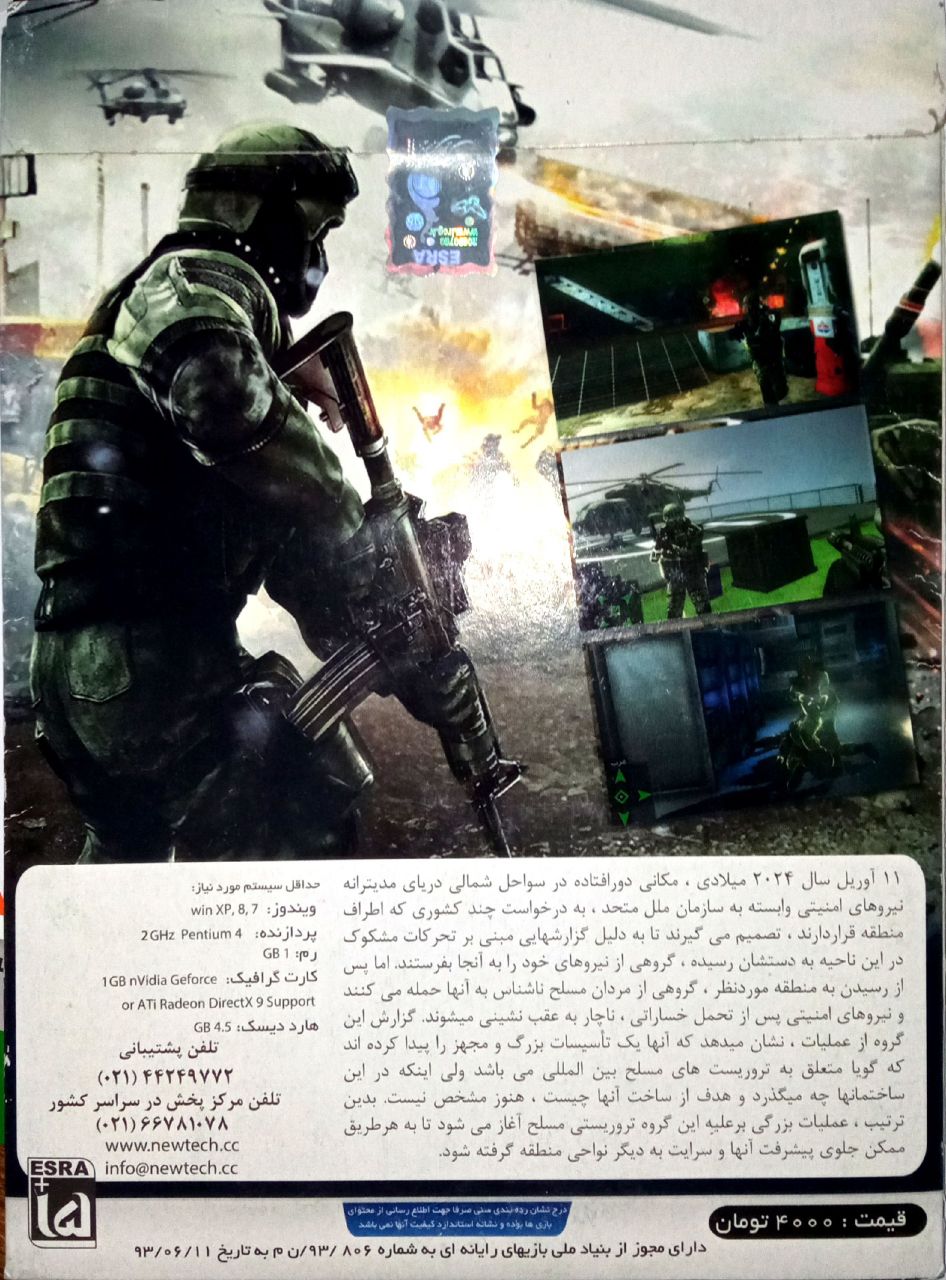 ۱۱ آوریل سال ۲۰۲۴ میلادی ، مکانی دورافتاده در سواحل شمالی دریای مدیترانه
نیروهای امنیتی وابسته به سازمان ملل متحد ، به درخواست چند کشوری که اطراف
منطقه قراردارند ، تصمیم می گیرند تا به دلیل گزارشهایی مبنی بر تحرکات مشکوک
در این ناحیه به دستشان رسیده ، گروهی از نیروهای خود را به آنجا بفرستند. اما پس
از رسیدن به منطقه موردنظر ، گروهی از مردان مسلح ناشناس به آنها حمله می کنند
و نیروهای امنیتی پس از تحمل خساراتی ، ناچار به عقب نشینی میشوند. گزارش این
گروه از عملیات ، نشان میدهد که آنها یک تأسیسات بزرگ و مجهز را پیدا کرده اند
که گویا متعلق به تروریست های مسلح بین المللی می باشد ولی اینکه در این
ساختمانها چه میگذرد و هدف از ساخت آنها چیست ، هنوز مشخص نیست. بدین
ترتیب ، عملیات بزرگی برعلیه این گروه تروریستی مسلح آغاز می شود تا به هرطریق
ممکن جلوی پیشرفت آنها و سرایت به دیگر نواحی منطقه گرفته شود.
حداقل سیستم مورد نیاز:
ویندوز: win XP, 8, 7
پردازنده: 2GHz Pentium 4
رم: 1 GB
کارت گرافیک: 1GB nVidia Geforce
or ATi Radeon DirectX 9 Support
هارد دیسک: 4.5 GB
تلفن پشتیبانی
(۰۲۱) ۴۴۲۴۹۷۷۲
تلفن مرکز پخش در سراسر کشور
(۰۲۱) ۶۶۷۸۱۰۷۸
www.newtech.cc
info@newtech.cc
ESRA
قیمت : ۴۰۰۰ تومان
درج نشان رده بندی سنی صرفا جهت اطلاع رسانی از محتوای
بازی ها بوده و نشانه استاندارد کیفیت آنها نمی باشد
دارای مجوز از بنیاد ملی بازیهای رایانه ای به شماره ۸۰۶ /۹۳/ن م به تاریخ ۹۳/۰۶/۱۱
ESRA